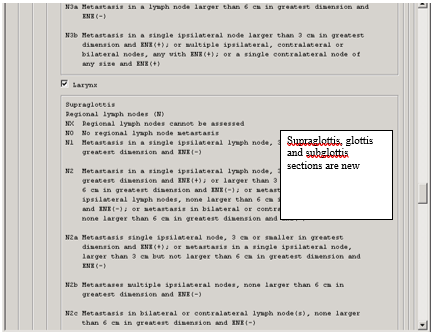 N3a Metastasis in a lymph node larger than 6 cm in greatest dimension and
ENE(-)
N3b Metastasis in a single ipsilateral node larger than 3 cm in greatest
dimension and ENE(+); or multiple ipsilateral, contralateral or
bilateral nodes, any with ENE(+); or a single contralateral node of
any size and ENE(+)
Larynx
Supraglottis
Regional lymph nodes (N)
NX Regional lymph nodes cannot be assessed
N0 No regional lymph node metastasis
N1 Metastasis in a single ipsilateral lymph node, 3
greatest dimension and ENE(-)
N2 Metastasis in a single ipsilateral lymph node, 3
greatest dimension and ENE(+); or larger than 3
6 cm in greatest dimension and ENE(-); or metast
ipsilateral lymph nodes, none larger than 6 cm i
and ENE(-); or metastasis in bilateral or contra
none larger than 6 cm in greatest dimension and
Supraglottis, glottis
and subglottis
sections are new
N2a Metastasis single ipsilateral node, 3 cm or smaller in greatest
dimension and ENE(+); or metastasis in a single ipsilateral node,
larger than 3 cm but not larger than 6 cm in greatest dimension and
ENE(-)
N2b Metastases multiple ipsilateral nodes, none larger than 6 cm in
greatest dimension and ENE(-)
N2c Metastasis in bilateral or contralateral lymph node(s), none larger
than 6 cm in greatest dimension and ENE(-)